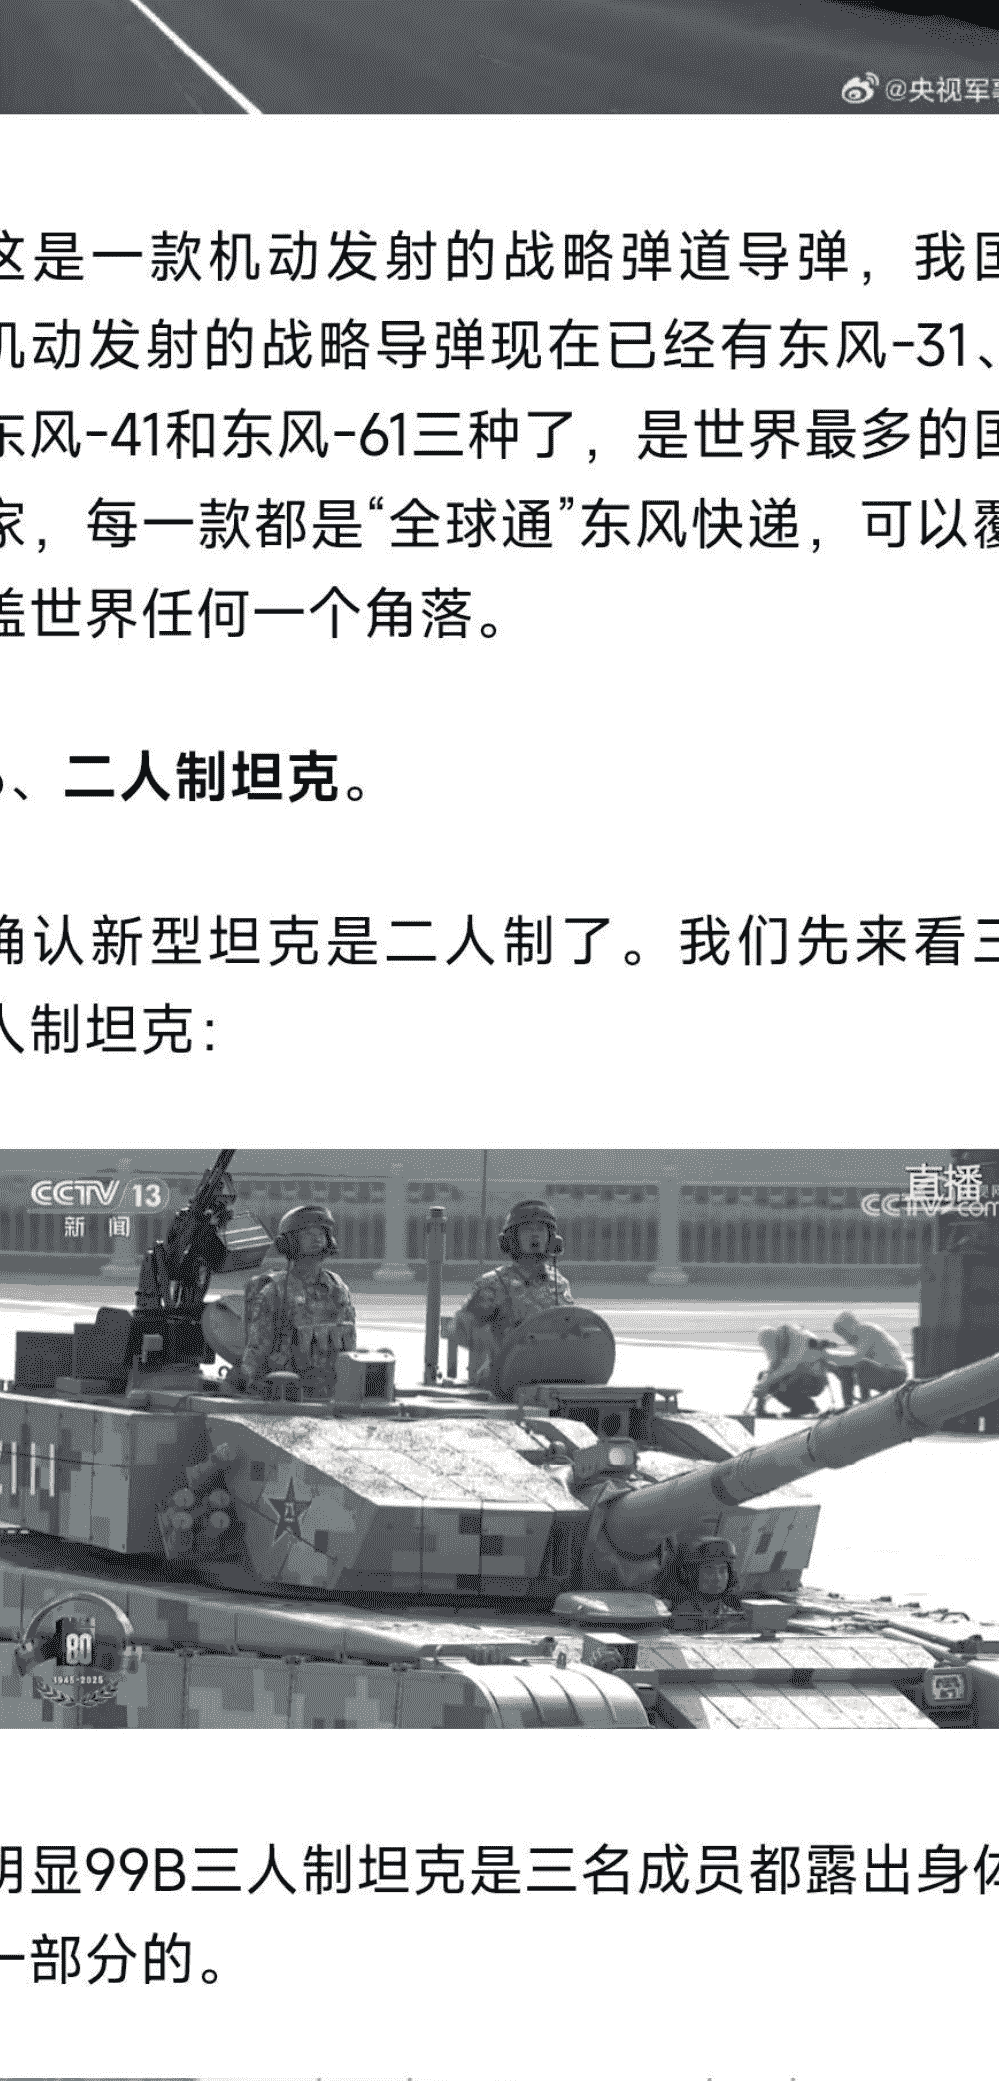 @央视军事
这是一款机动发射的战略弹道导弹，我国
机动发射的战略导弹现在已经有东风-31、
东风-41和东风-61三种了，是世界最多的国
家，每一款都是“全球通”东风快递，可以覆
盖世界任何一个角落。
、二人制坦克。
确认新型坦克是二人制了。我们先来看三
人制坦克：
CCTV 13
新闻
直播
CCTV.com
八一
80
1945-2025
明显99B三人制坦克是三名成员都露出身体
一部分的。